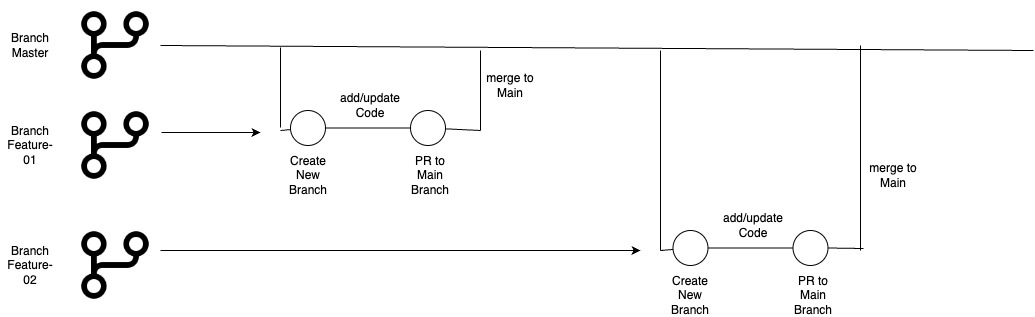 Branch
Master
merge to
Main
add/update
Code
Branch
Feature-
01
Create
New
Branch
PR to
Main
Branch
merge to
Main
add/update
Code
Branch
Feature-
02
Create
New
Branch
PR to
Main
Branch